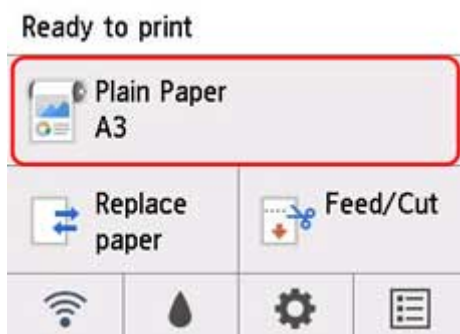 Ready to print
Plain Paper
A3
Replace
paper
Feed/Cut